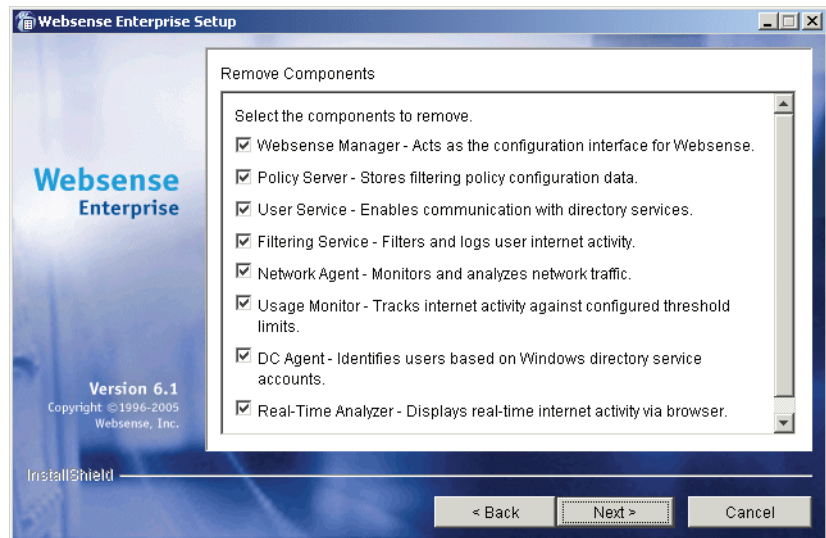 Websense Enterprise Setup
Remove Components
Select the components to remove.
Websense Manager - Acts as the configuration interface for Websense.
Policy Server - Stores filtering policy configuration data.
User Service - Enables communication with directory services.
Filtering Service - Filters and logs user internet activity.
Network Agent - Monitors and analyzes network traffic.
Usage Monitor - Tracks internet activity against configured threshold
limits.
DC Agent - Identifies users based on Windows directory service
accounts.
Real-Time Analyzer - Displays real-time internet activity via browser.
Websense
Enterprise
Version 6.1
Copyright ©1996-2005
Websense, Inc.
InstallShield
< Back
Next >
Cancel